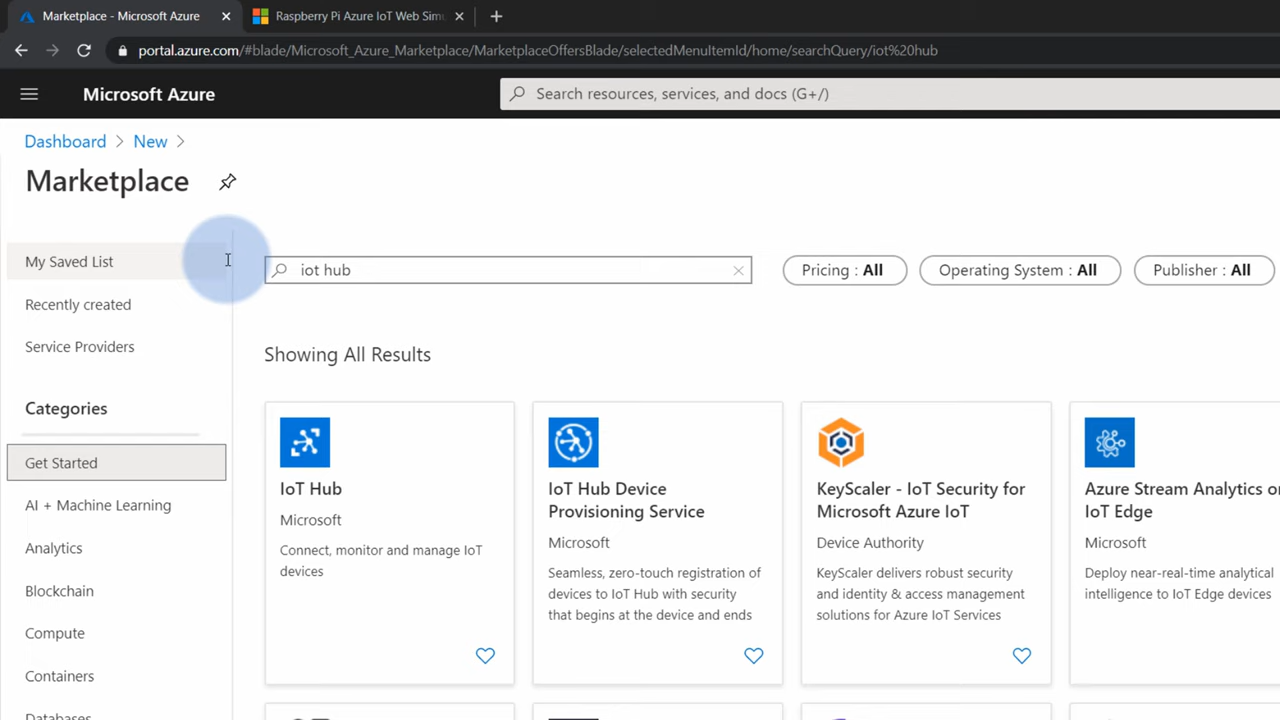 Marketplace - Microsoft Azure
Raspberry Pi Azure IoT Web Simu
portal.azure.com/#blade/Microsoft_Azure_Marketplace/MarketplaceOffersBlade/selectedMenuItemId/home/searchQuery/iot%20hub
Microsoft Azure
Search resources, services, and docs (G+/)
Dashboard > New >
Marketplace
My Saved List
Recently created
Service Providers
Categories
Get Started
AI + Machine Learning
Analytics
Blockchain
Compute
Containers
Databases
iot hub
Pricing : All
Operating System : All
Publisher : All
Showing All Results
IoT Hub
Microsoft
Connect, monitor and manage IoT
devices
IoT Hub Device
Provisioning Service
Microsoft
Seamless, zero-touch registration of
devices to IoT Hub with security
that begins at the device and ends
KeyScaler - IoT Security for
Microsoft Azure IoT
Device Authority
KeyScaler delivers robust security
and identity & access management
solutions for Azure IoT Services
Azure Stream Analytics on
IoT Edge
Microsoft
Deploy near-real-time analytical
intelligence to IoT Edge devices